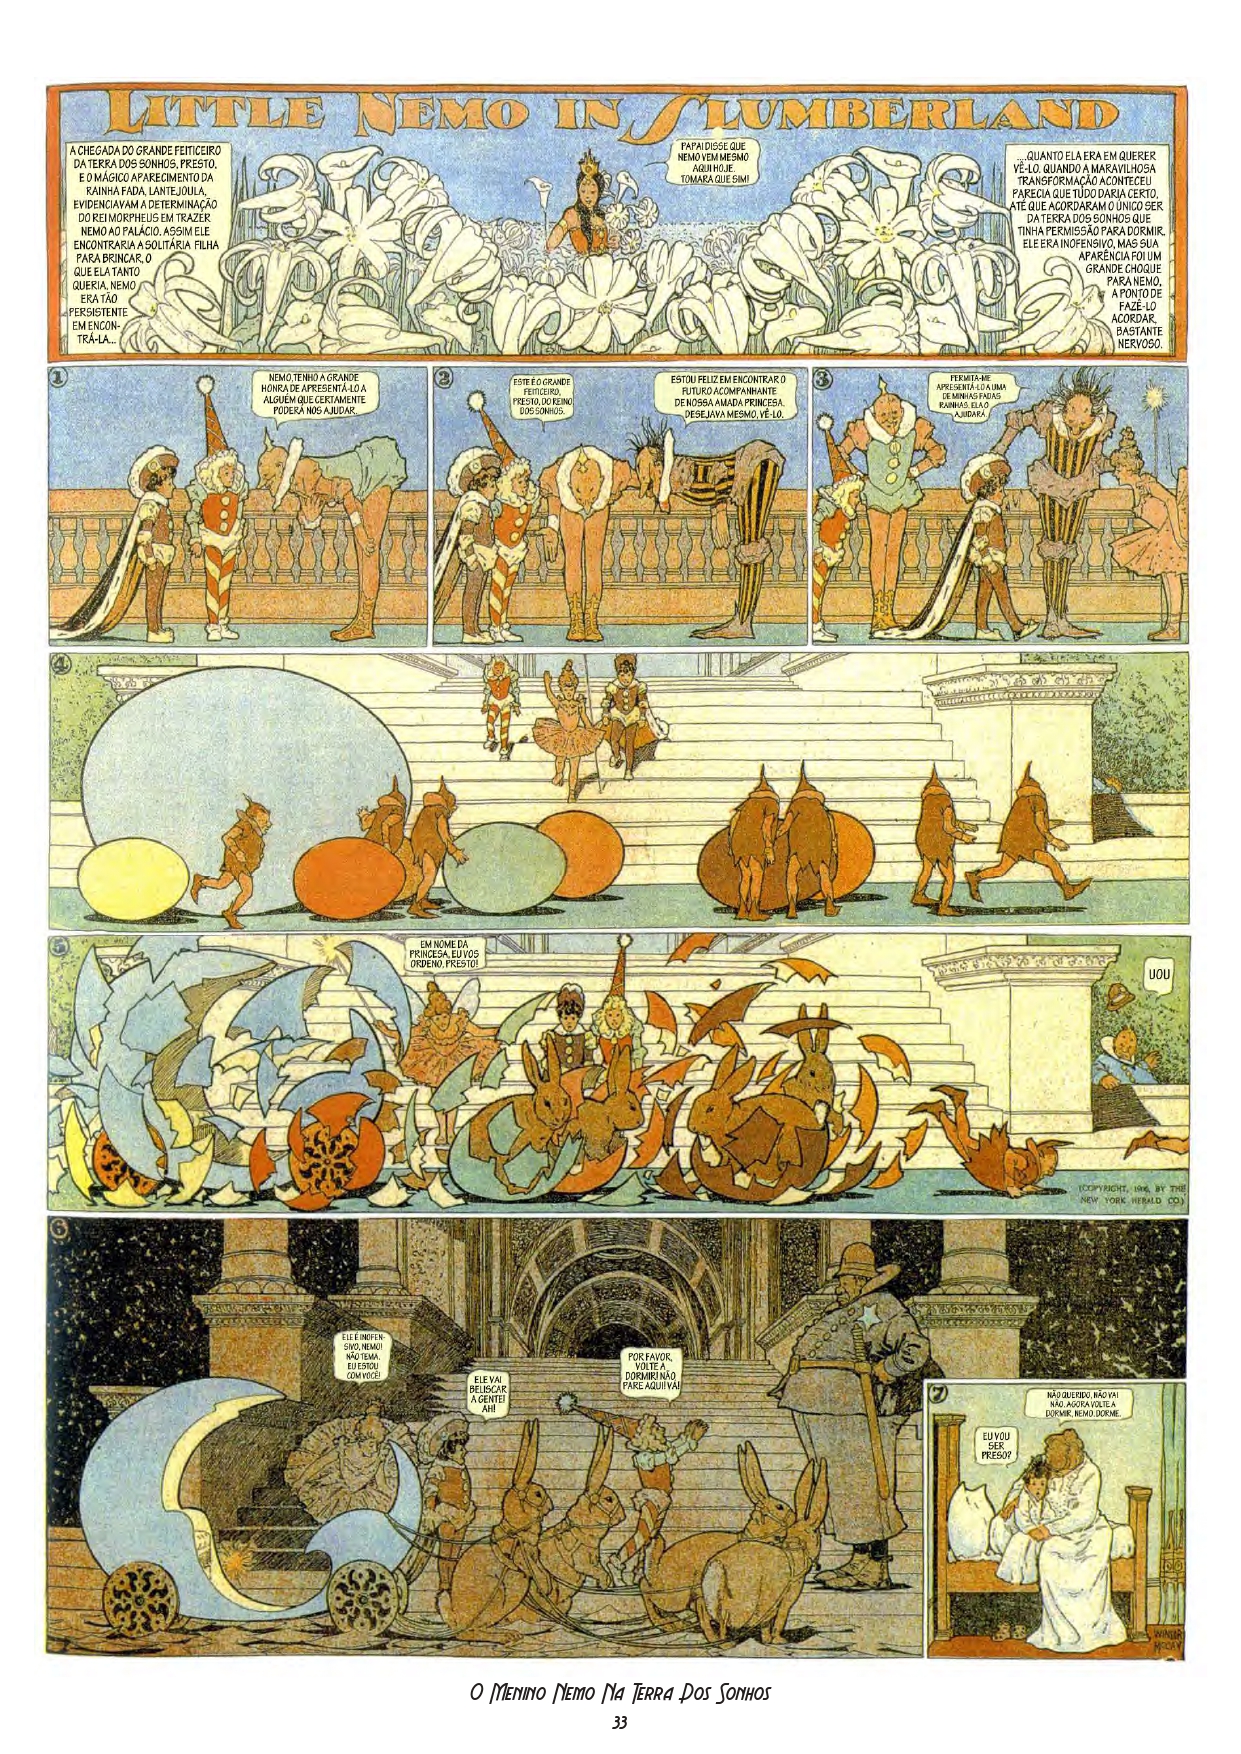 LITTLE NEMO IN SLUMBERLAND
A CHEGADA DO GRANDE FEITICEIRO
DA TERRA DOS SONHOS, PRESTO,
E O MÁGICO APARECIMENTO DA
RAINHA FADA, LANTEJOULA,
EVIDENCIAVAM A DETERMINAÇÃO
DO REI MORPHEUS EM TRAZER
NEMO AO PALÁCIO. ASSIM ELE
ENCONTRARIA A SOLITÁRIA FILHA
PARA BRINCAR, O
QUE ELA TANTO
QUERIA. NEMO
ERA TÃO
PERSISTENTE
EM ENCON-
TRÁ-LA...
PAPAI DISSE QUE
NEMO VEM MESMO
AQUI HOJE.
TOMARA QUE SIM!
....QUANTO ELA ERA EM QUERER
VÊ-LO. QUANDO A MARAVILHOSA
TRANSFORMAÇÃO ACONTECEU
PARECIA QUE TUDO DARIA CERTO,
ATÉ QUE ACORDARAM O ÚNICO SER
DA TERRA DOS SONHOS QUE
TINHA PERMISSÃO PARA DORMIR.
ELE ERA INOFENSIVO, MAS SUA
APARÊNCIA FOI UM
GRANDE CHOQUE
PARA NEMO,
A PONTO DE
FAZÊ-LO
ACORDAR,
BASTANTE
NERVOSO.
1
NEMO, TENHO A GRANDE
HONRA DE APRESENTÁ-LO A
ALGUÉM QUE CERTAMENTE
PODERÁ NOS AJUDAR.
2
ESTE É O GRANDE
FEITICEIRO,
PRESTO, DO REINO
DOS SONHOS.
ESTOU FELIZ EM ENCONTRAR O
FUTURO ACOMPANHANTE
DE NOSSA AMADA PRINCESA.
DESEJAVA MESMO, VÊ-LO.
3
PERMITA-ME
APRESENTÁ-LO A UMA
DE MINHAS FADAS
RAINHAS. ELA O
AJUDARÁ.
4
5
EM NOME DA
PRINCESA, EU VOS
ORDENO, PRESTO!
UOU
(COPYRIGHT, 1906, BY THE
NEW YORK HERALD CO.)
6
ELE É INOFEN-
SIVO, NEMO!
NÃO TEMA.
EU ESTOU
COM VOCÊ!
ELE VAI
BELISCAR
A GENTE!
AH!
POR FAVOR,
VOLTE A
DORMIR! NÃO
PARE AQUI! VÁ!
7
NÃO QUERIDO, NÃO VAI
NÃO. AGORA VOLTE A
DORMIR, NEMO. DORME.
EU VOU
SER
PRESO?
WINSOR
MCCAY
O MENINO NEMO NA TERRA DOS SONHOS
33